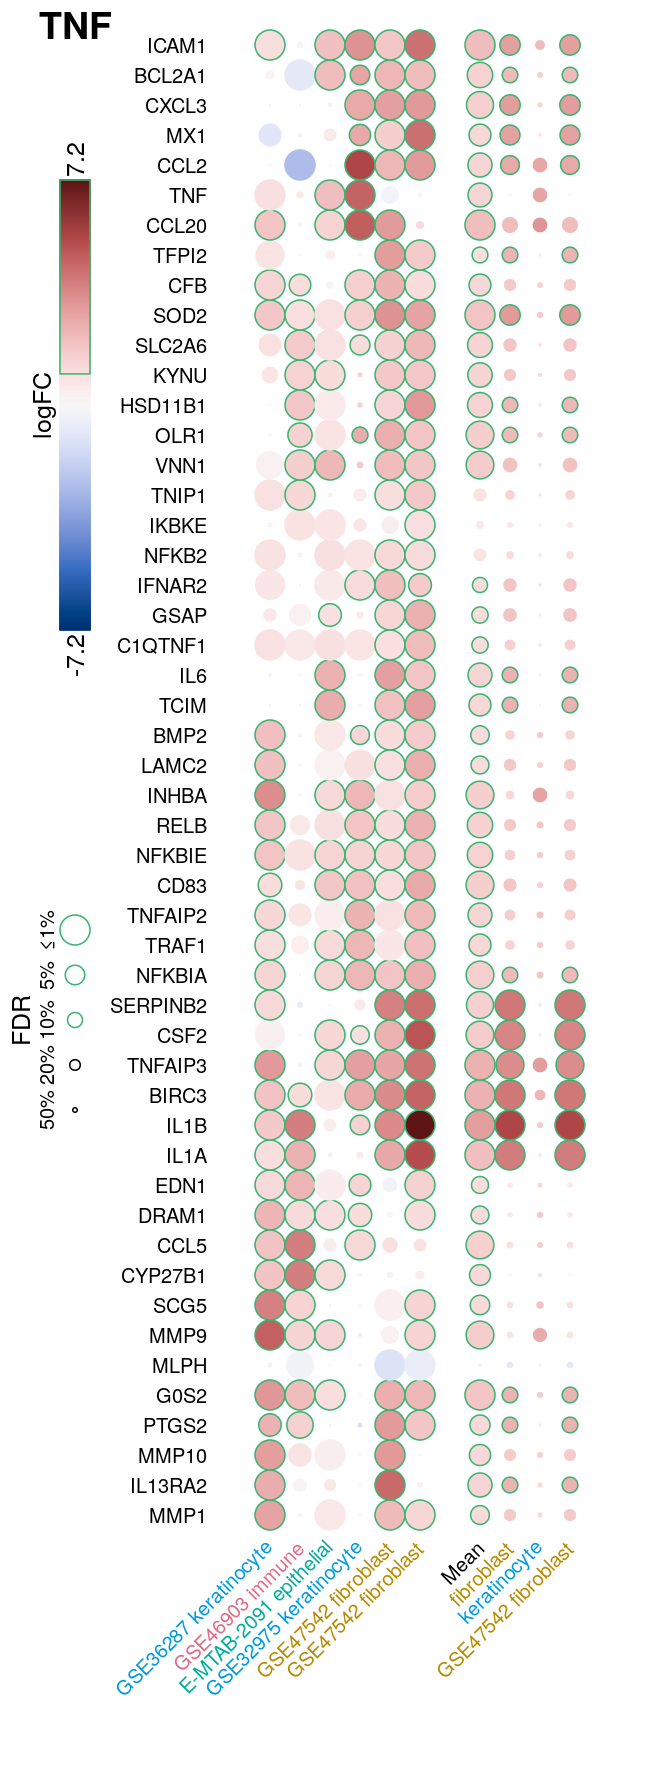 TNF
ICAM1
BCL2A1
CXCL3
MX1
CCL2
TNF
CCL20
TFPI2
CFB
SOD2
SLC2A6
KYNU
HSD11B1
OLR1
VNN1
TNIP1
IKBKE
NFKB2
IFNAR2
GSAP
C1QTNF1
IL6
TCIM
BMP2
LAMC2
INHBA
RELB
NFKBIE
CD83
TNFAIP2
TRAF1
NFKBIA
SERPINB2
CSF2
TNFAIP3
BIRC3
IL1B
IL1A
EDN1
DRAM1
CCL5
CYP27B1
SCG5
MMP9
MLPH
G0S2
PTGS2
MMP10
IL13RA2
MMP1
logFC
7.2
-7.2
FDR
50% 20% 10% 5% ≤1%
GSE36287 keratinocyte
GSE46903 immune
E-MTAB-2091 epithelial
GSE32975 keratinocyte
GSE47542 fibroblast
GSE47542 fibroblast
Mean
fibroblast
keratinocyte
GSE47542 fibroblast